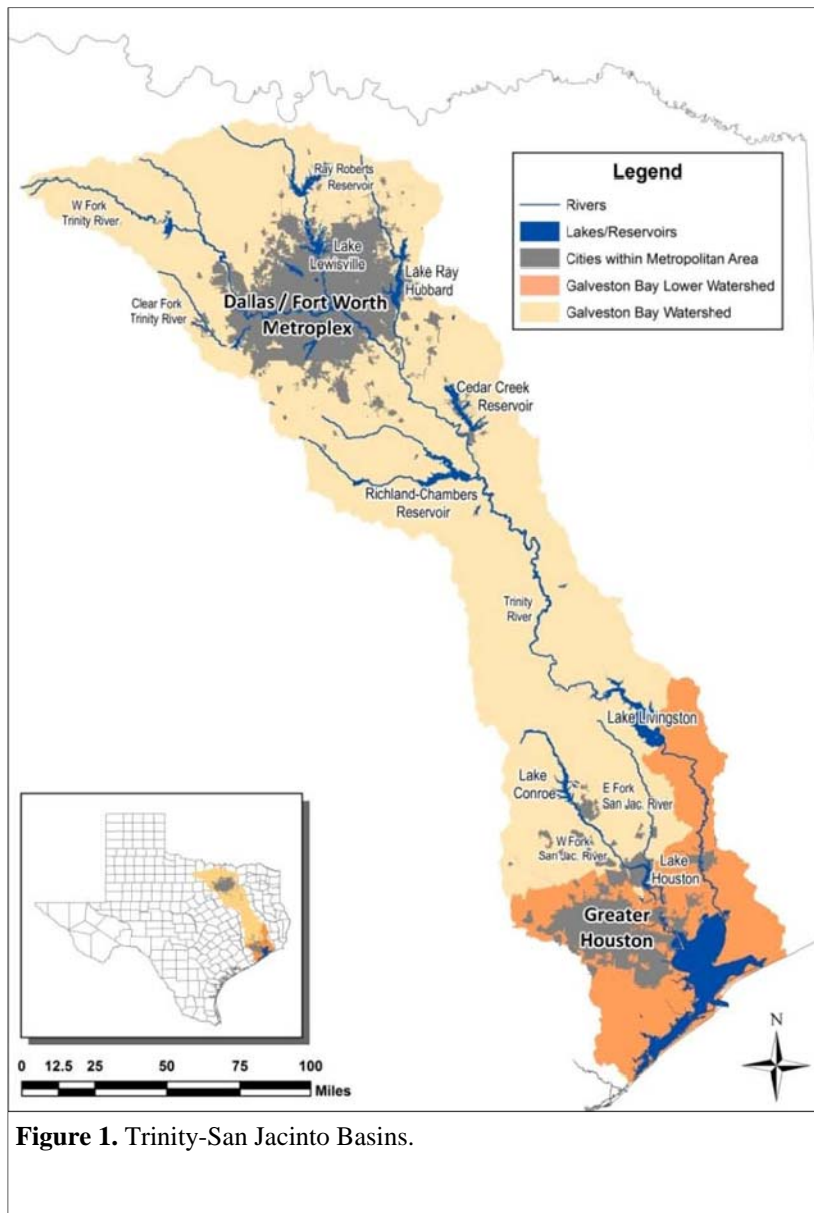 Legend
Rivers
Lakes/Reservoirs
Cities within Metropolitan Area
Galveston Bay Lower Watershed
Galveston Bay Watershed
Ray Roberts
Reservoir
W Fork
Trinity River
Lake
Lewisville
Lake Ray
Hubbard
Clear Fork
Trinity River
Dallas / Fort Worth
Metroplex
Cedar Creek
Reservoir
Richland-Chambers
Reservoir
Trinity
River
Lake Livingston
Lake
Conroe
E Fork
San Jac. River
W Fork
San Jac. River
Lake
Houston
Greater
Houston
N
0 12.5 25 50 75 100
Miles
Figure 1. Trinity-San Jacinto Basins.